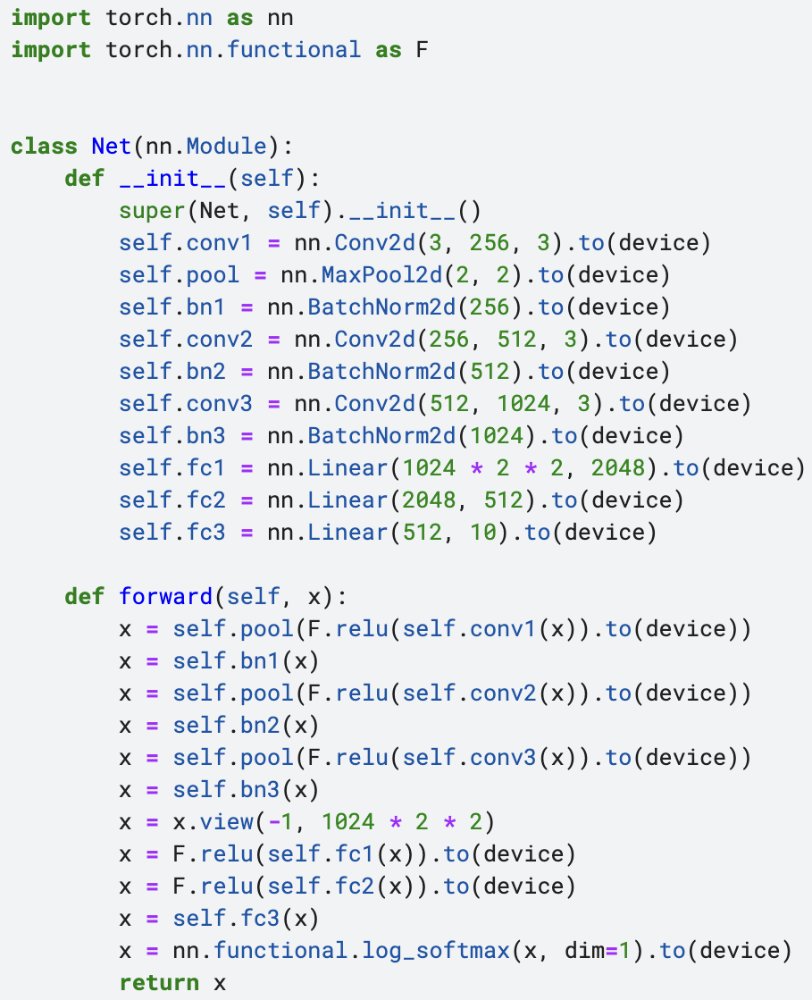 import torch.nn as nn
import torch.nn.functional as F
class Net(nn.Module):
    def __init__(self):
        super(Net, self).__init__()
        self.conv1 = nn.Conv2d(3, 256, 3).to(device)
        self.pool = nn.MaxPool2d(2, 2).to(device)
        self.bn1 = nn.BatchNorm2d(256).to(device)
        self.conv2 = nn.Conv2d(256, 512, 3).to(device)
        self.bn2 = nn.BatchNorm2d(512).to(device)
        self.conv3 = nn.Conv2d(512, 1024, 3).to(device)
        self.bn3 = nn.BatchNorm2d(1024).to(device)
        self.fc1 = nn.Linear(1024 * 2 * 2, 2048).to(device)
        self.fc2 = nn.Linear(2048, 512).to(device)
        self.fc3 = nn.Linear(512, 10).to(device)
    def forward(self, x):
        x = self.pool(F.relu(self.conv1(x)).to(device))
        x = self.bn1(x)
        x = self.pool(F.relu(self.conv2(x)).to(device))
        x = self.bn2(x)
        x = self.pool(F.relu(self.conv3(x)).to(device))
        x = self.bn3(x)
        x = x.view(-1, 1024 * 2 * 2)
        x = F.relu(self.fc1(x)).to(device)
        x = F.relu(self.fc2(x)).to(device)
        x = self.fc3(x)
        x = nn.functional.log_softmax(x, dim=1).to(device)
        return x